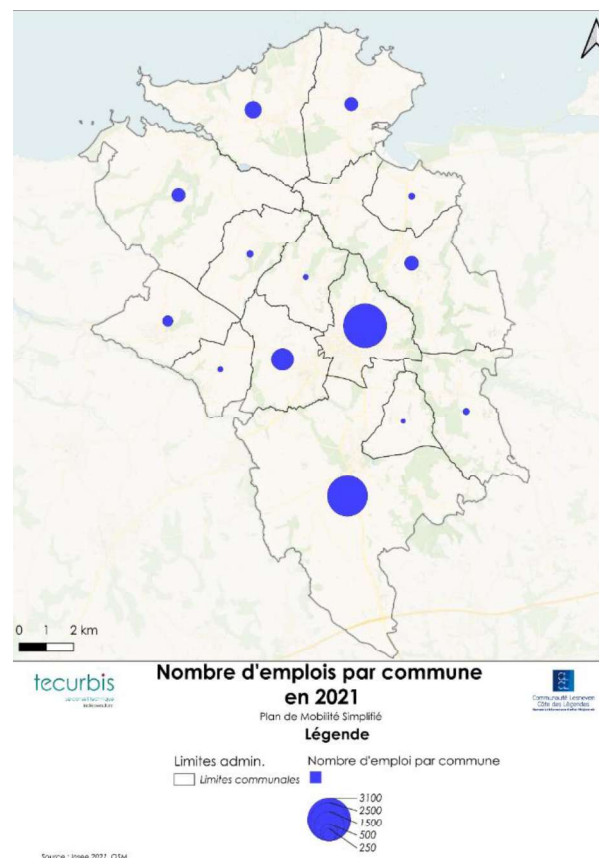 0 1 2 km
tecurbis
Nombre d'emplois par commune
en 2021
Plan de Mobilité Simplifié
Légende
Communauté Lesneven
Côte des Légendes
Limites admin.
Limites communales
Nombre d'emploi par commune
3100
2500
1500
500
250
Source : Insee 2021, OSM